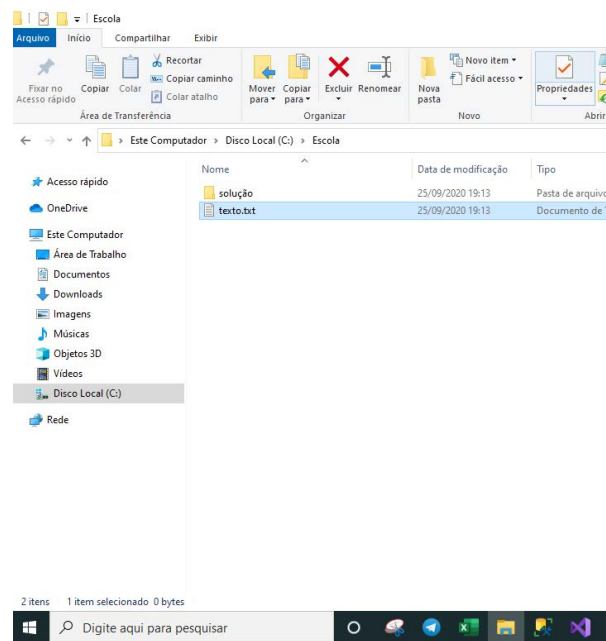 Escola
Arquivo Início Compartilhar Exibir
Fixar no Acesso rápido
Copiar
Colar
Recortar
Copiar caminho
Colar atalho
Mover para
Copiar para
Excluir
Renomear
Nova pasta
Novo item
Fácil acesso
Propriedades
Área de Transferência Organizar Novo Abrir
Este Computador > Disco Local (C:) > Escola
Nome Data de modificação Tipo
solução 25/09/2020 19:13 Pasta de arquivo
texto.txt 25/09/2020 19:13 Documento de
Acesso rápido
OneDrive
Este Computador
Área de Trabalho
Documentos
Downloads
Imagens
Músicas
Objetos 3D
Vídeos
Disco Local (C:)
Rede
2 itens 1 item selecionado 0 bytes
Digite aqui para pesquisar